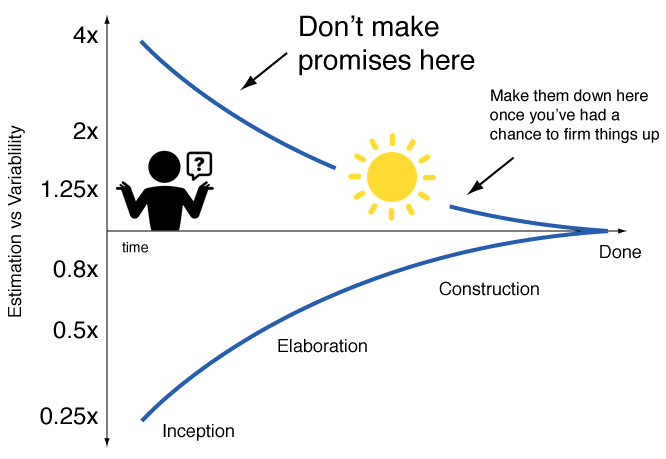 4x
Don’t make
promises here
Make them down here
once you’ve had a
chance to firm things up
2x
?
1.25x
Estimation vs Variablility
time
Done
0.8x
Construction
0.5x
Elaboration
0.25x
Inception